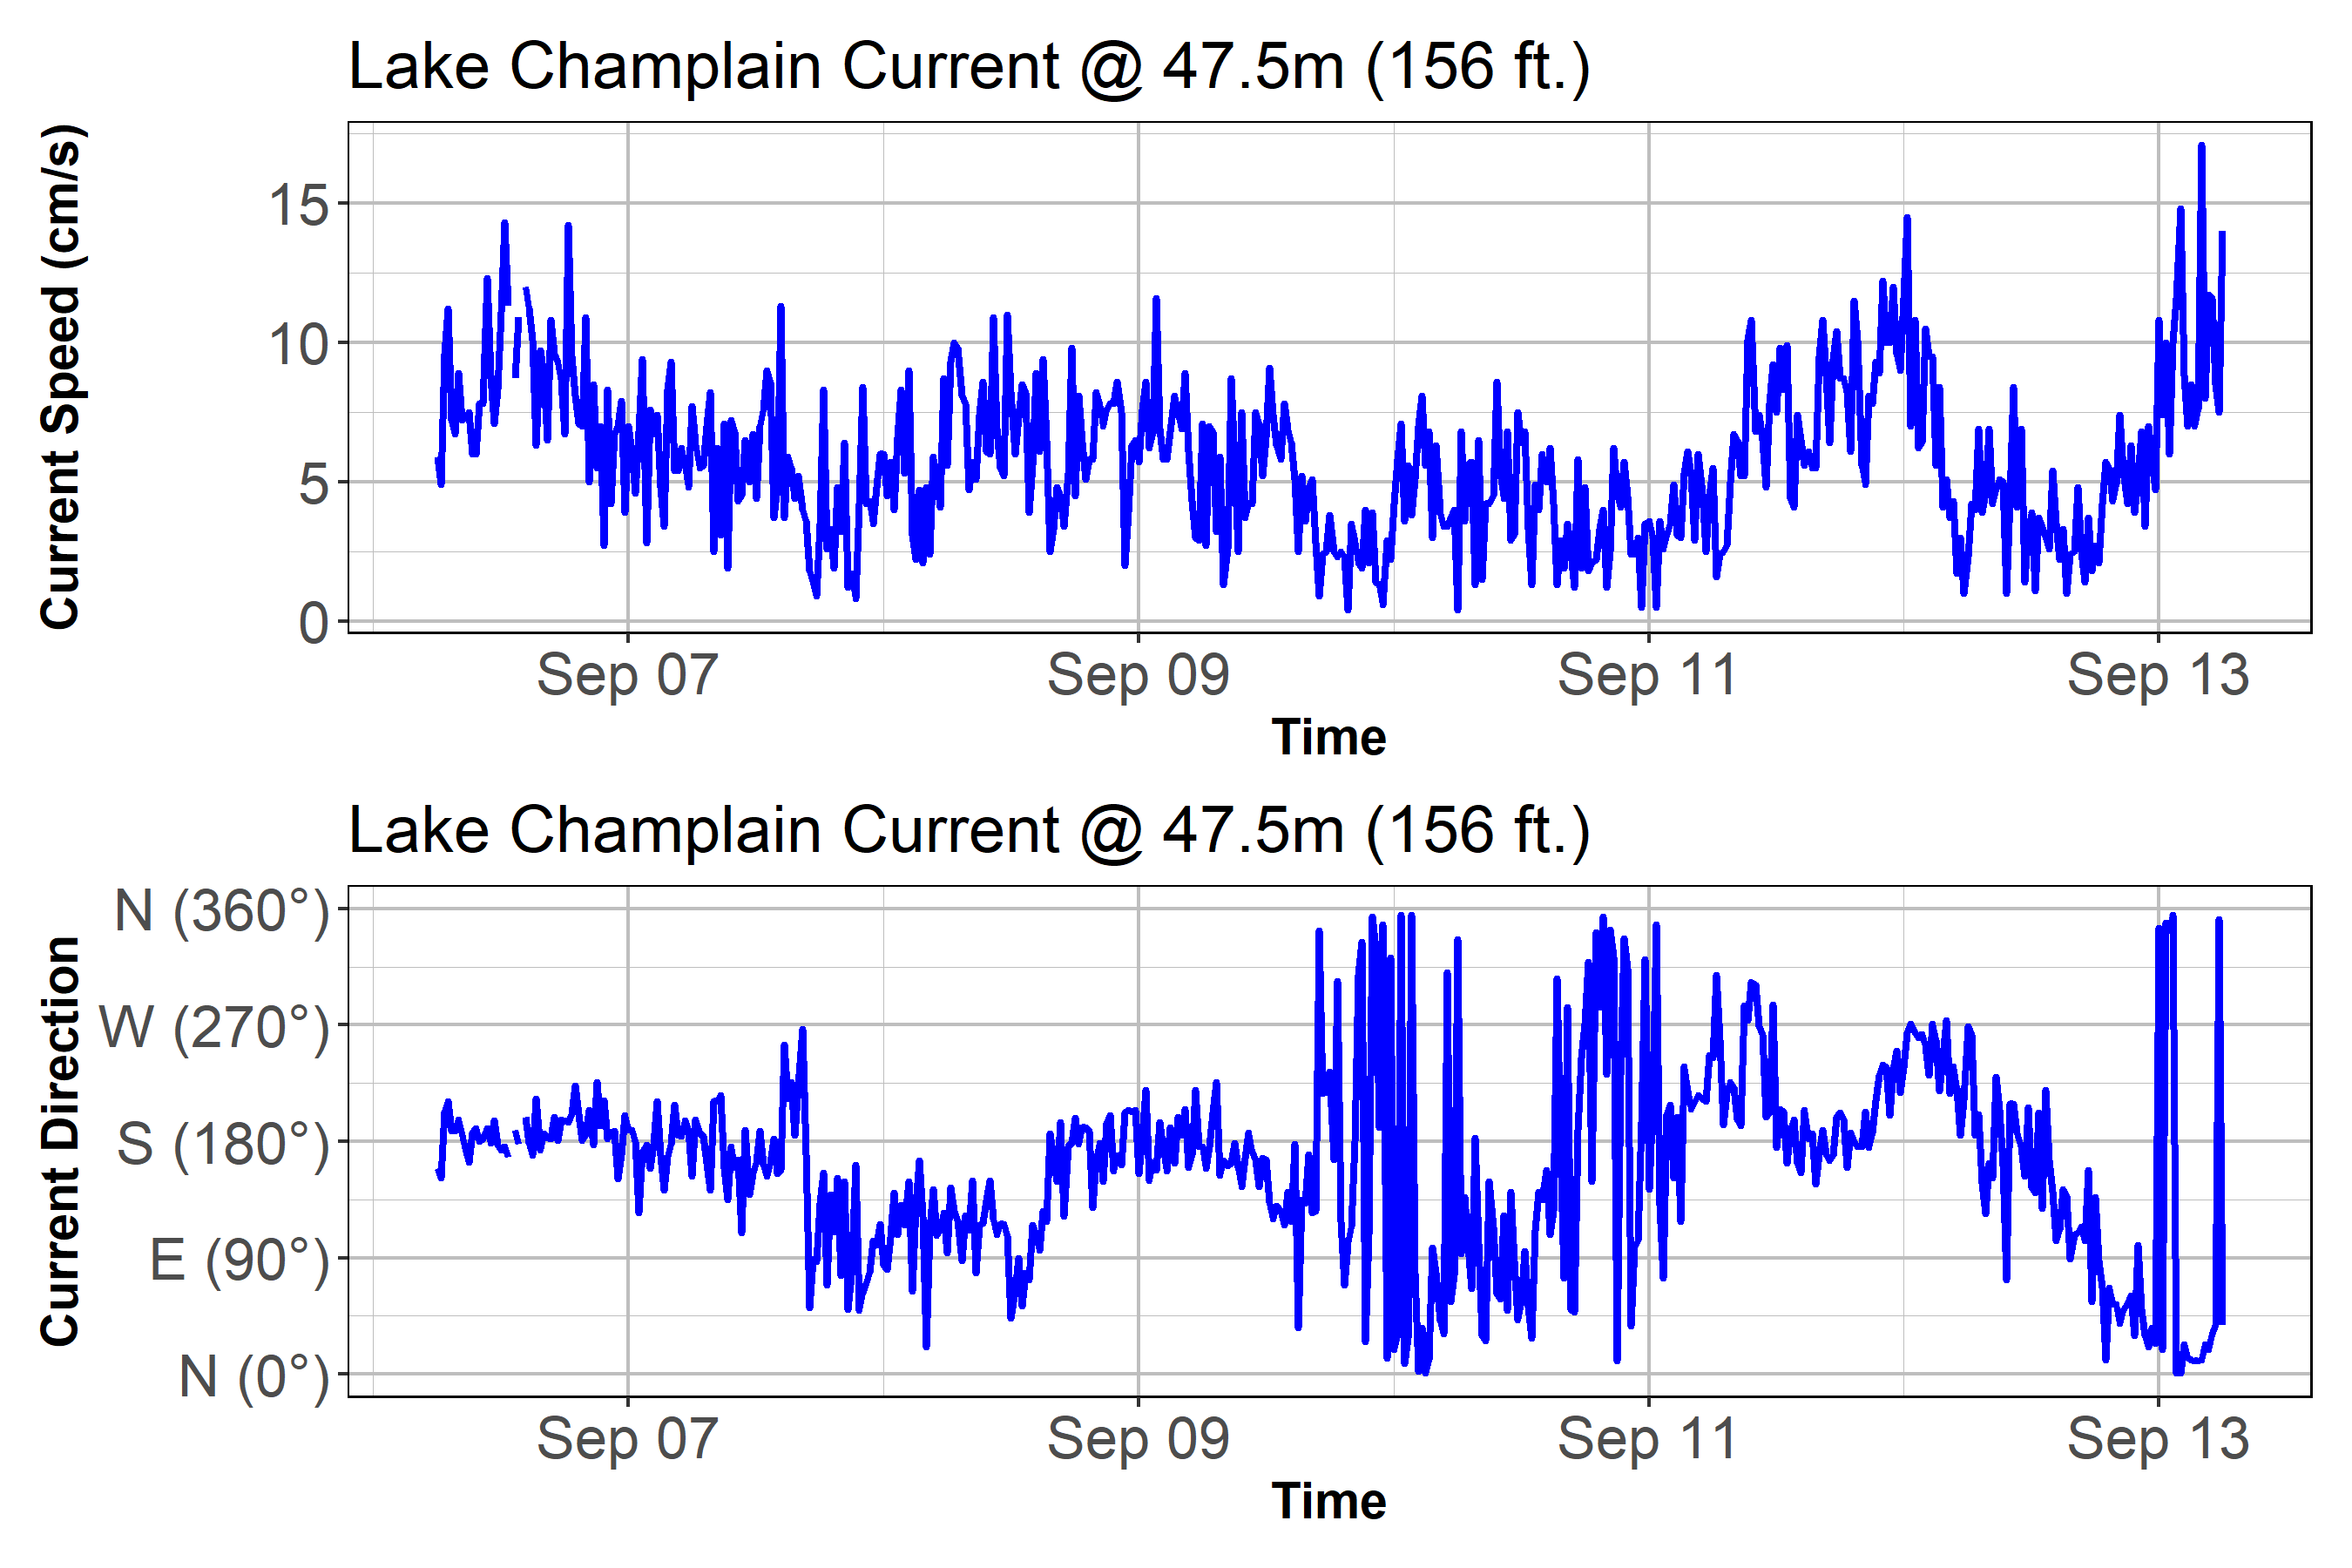 Lake Champlain Current @ 47.5m (156 ft.)
Current Speed (cm/s)
15
10
5
0
Sep 07 Sep 09 Sep 11 Sep 13
Time
Lake Champlain Current @ 47.5m (156 ft.)
Current Direction
N (360°)
W (270°)
S (180°)
E (90°)
N (0°)
Sep 07 Sep 09 Sep 11 Sep 13
Time